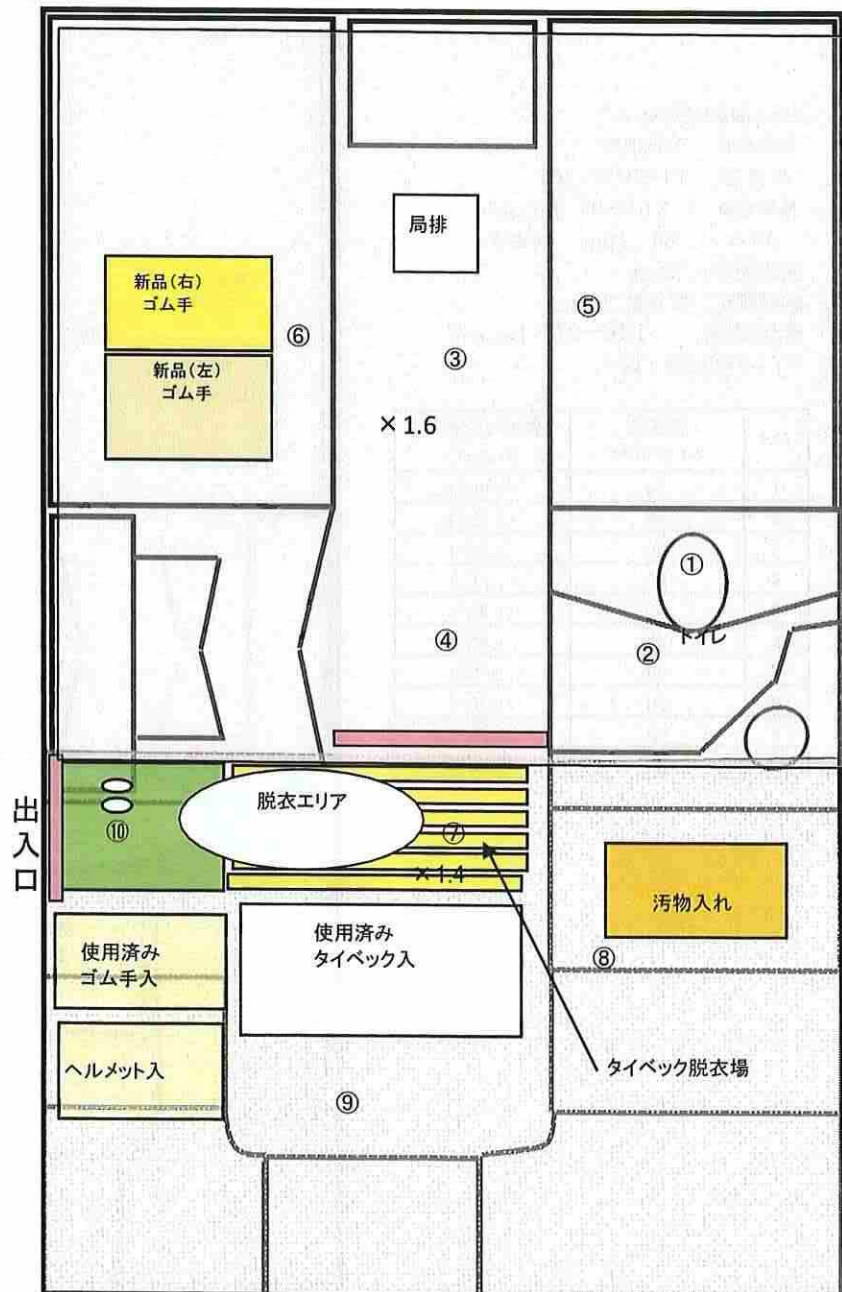 局排
新品(右)
ゴム手
⑥
⑤
③
新品(左)
ゴム手
×1.6
①
④
②
トイレ
出入口
脱衣エリア
⑩
⑦
×1.4
汚物入れ
使用済み
ゴム手入
使用済み
タイベック入
⑧
ヘルメット入
タイベック脱衣場
⑨